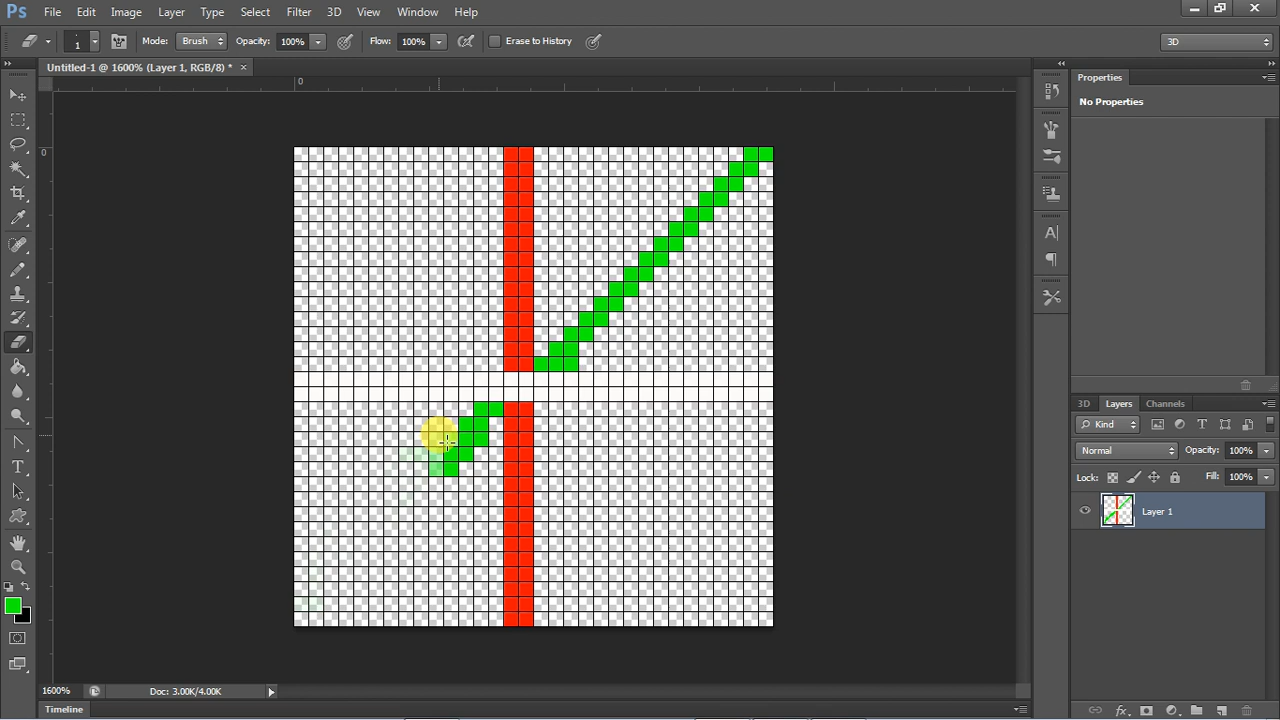 Ps File Edit Image Layer Type Select Filter 3D View Window Help
1 Mode: Brush Opacity: 100% Flow: 100% Erase to History 3D
Untitled-1 @ 1600% (Layer 1, RGB/8) * ×
0
0
Properties
No Properties
3D Layers Channels
Kind
Normal Opacity: 100%
Lock: Fill: 100%
Layer 1
1600% Doc: 3.00K/4.00K
Timeline